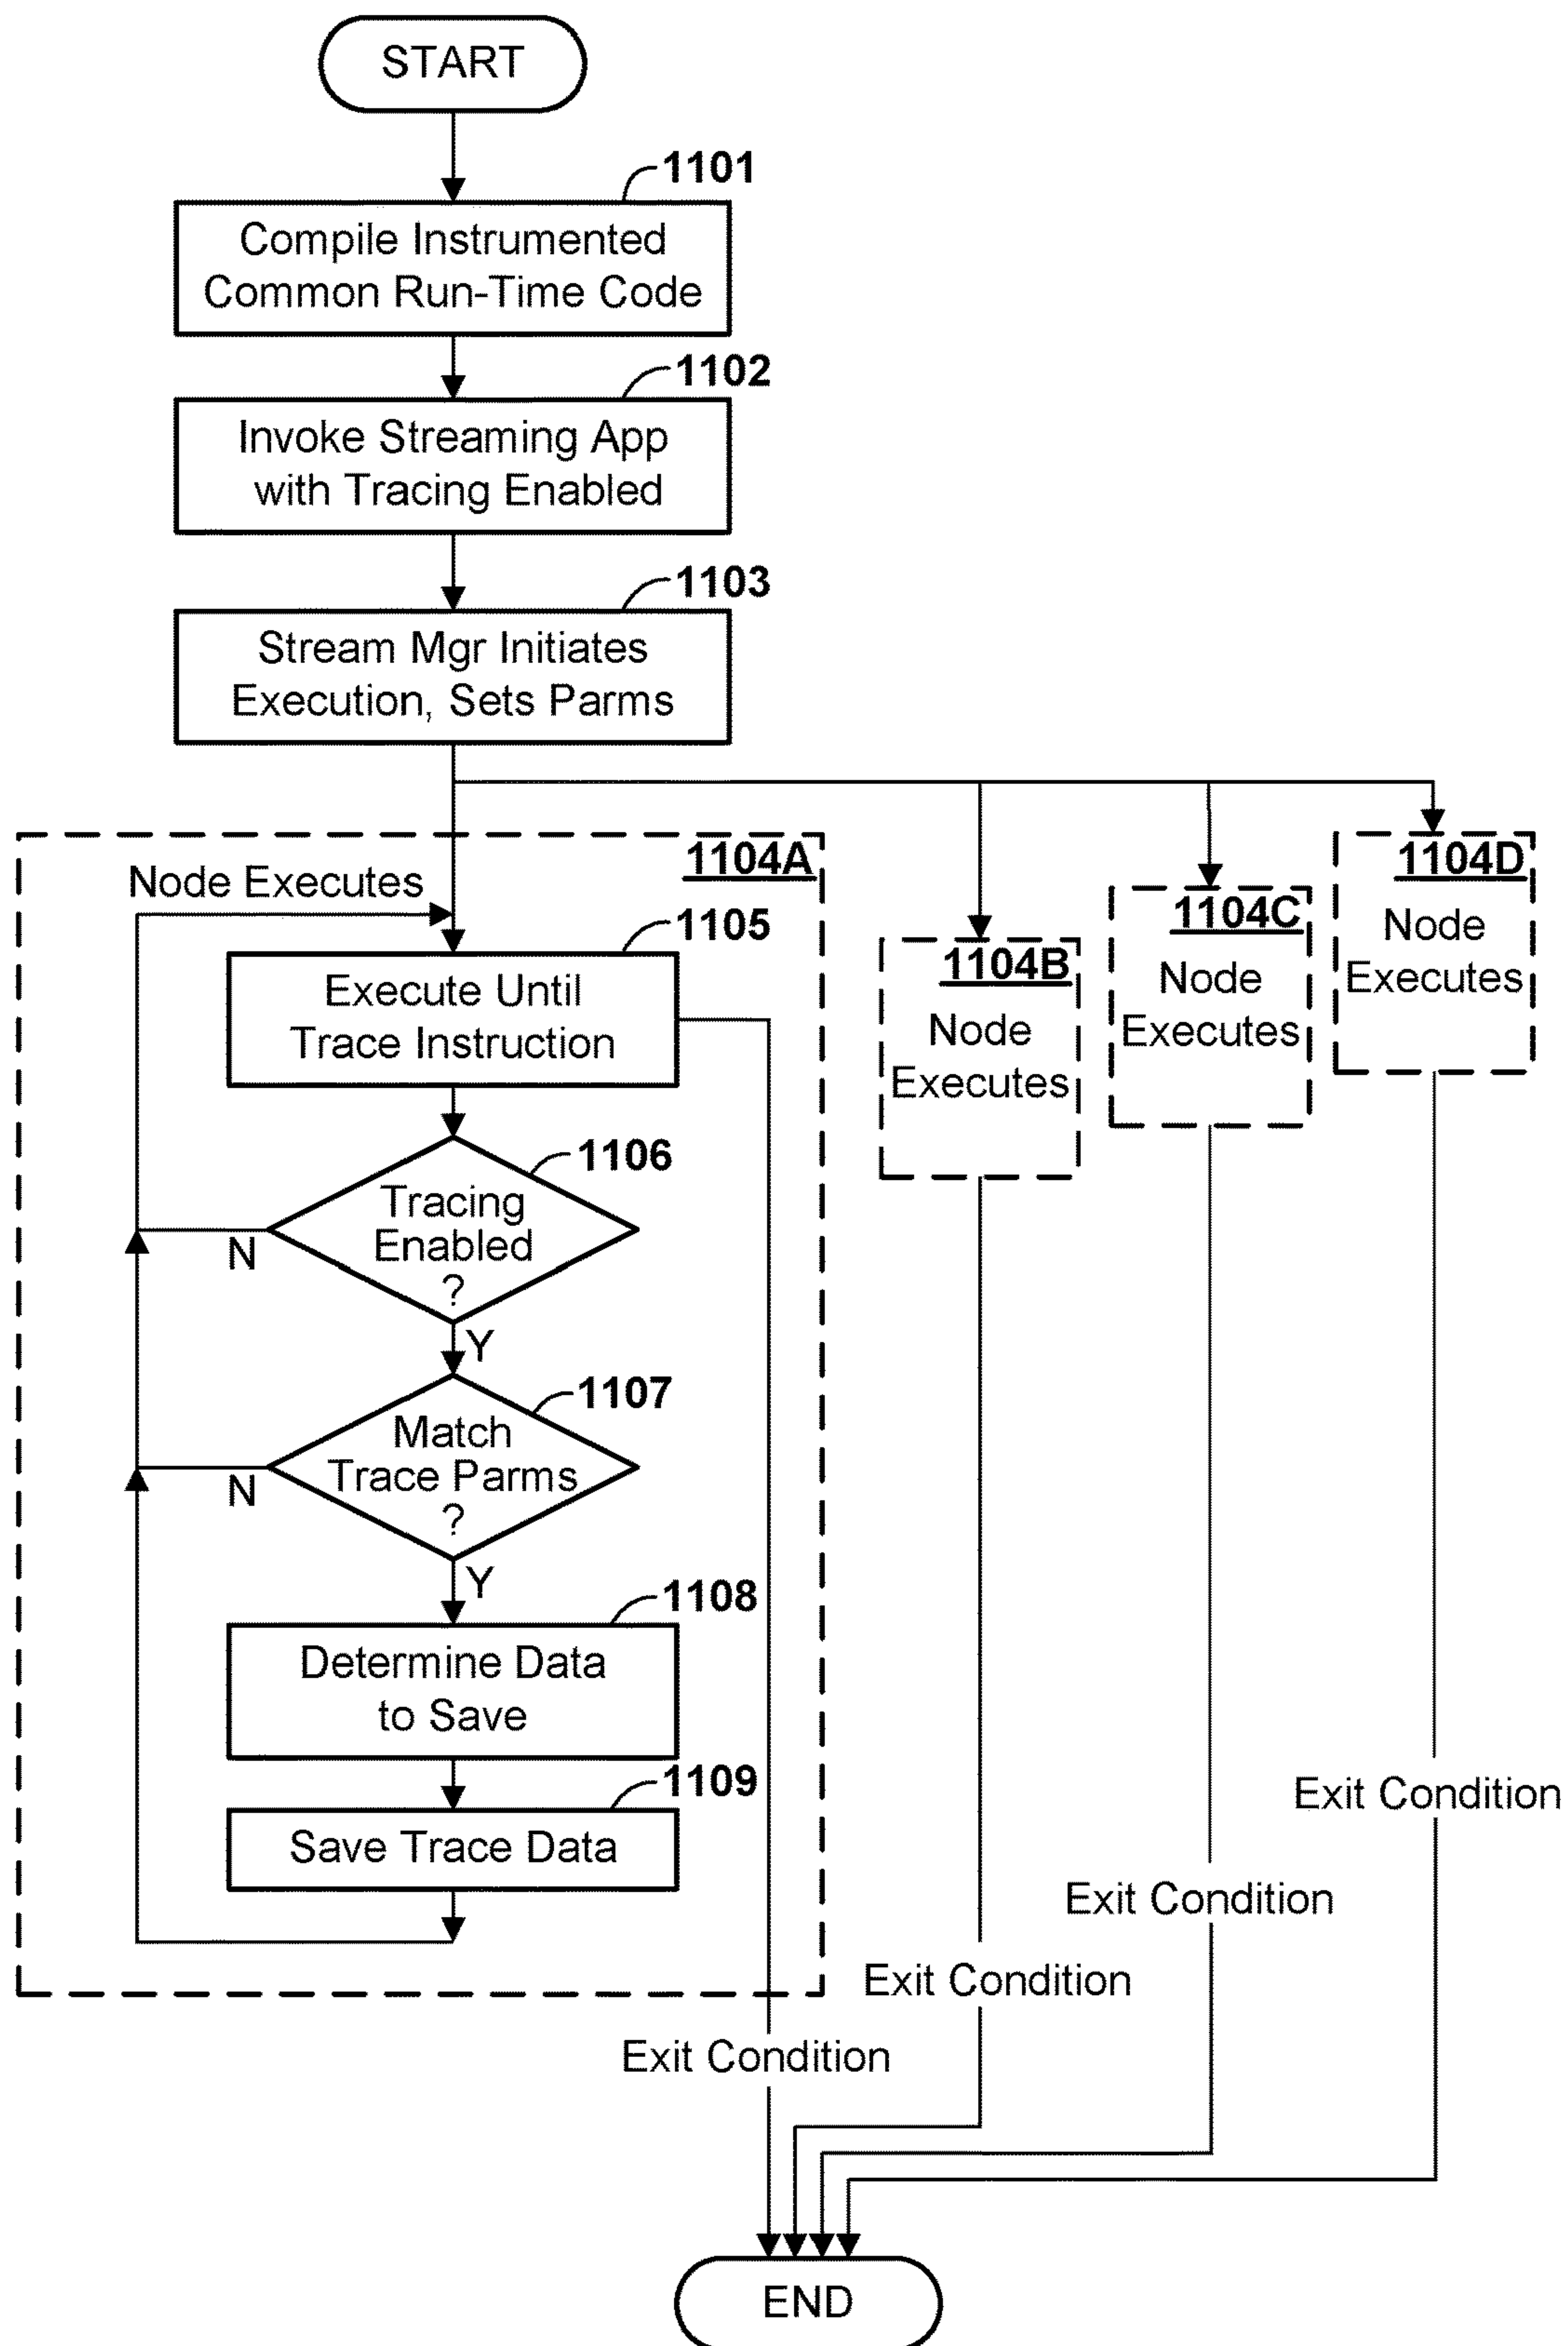 START
1101
Compile Instrumented
Common Run-Time Code
1102
Invoke Streaming App
with Tracing Enabled
1103
Stream Mgr Initiates
Execution, Sets Parms
1104A
Node Executes
1105
Execute Until
Trace Instruction
1106
Tracing
Enabled
?
N
Y
1107
Match
Trace Parms
?
N
Y
1108
Determine Data
to Save
1109
Save Trace Data
Exit Condition
1104B
Node
Executes
Exit Condition
1104C
Node
Executes
Exit Condition
1104D
Node
Executes
Exit Condition
END